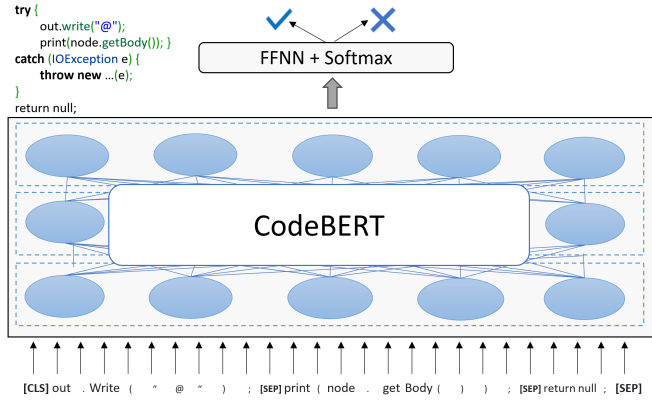 try {
out.write("@");
print(node.getBody()); }
catch (IOException e) {
throw new ...(e);
}
return null;
FFNN + Softmax
CodeBERT
[CLS] out . Write ( “ @ “ ) ; [SEP] print ( node . get Body ( ) ) ; [SEP] return null ; [SEP]